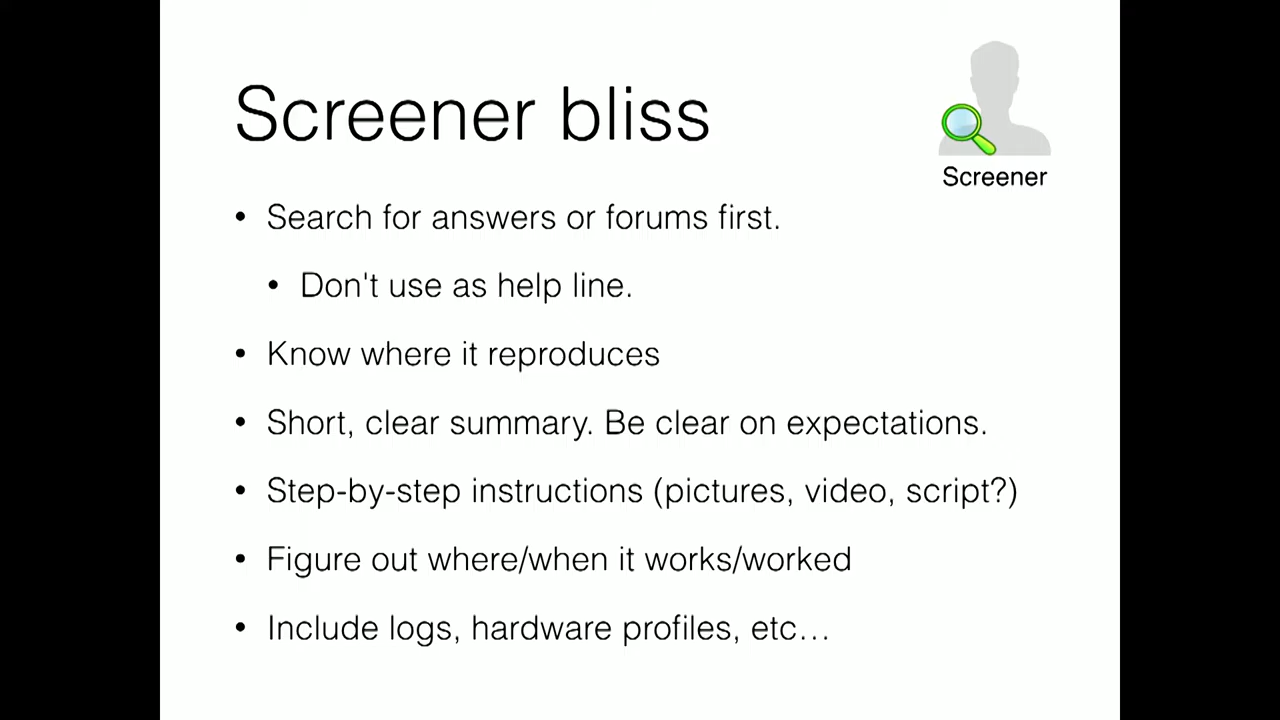 Screener bliss
Screener
• Search for answers or forums first.
• Don't use as help line.
• Know where it reproduces
• Short, clear summary. Be clear on expectations.
• Step-by-step instructions (pictures, video, script?)
• Figure out where/when it works/worked
• Include logs, hardware profiles, etc…